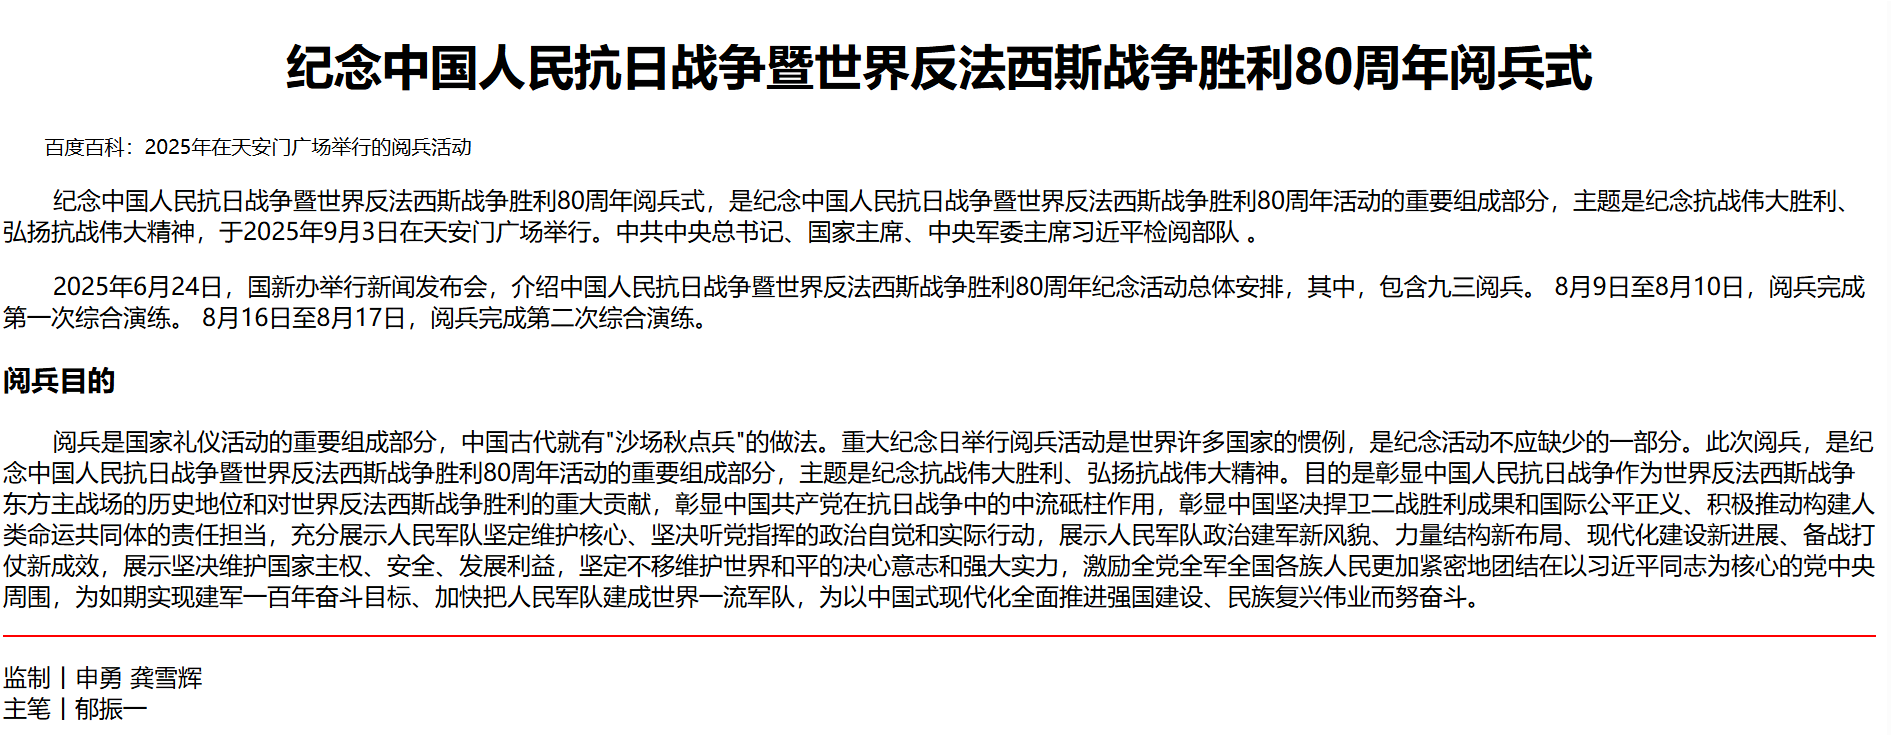 纪念中国人民抗日战争暨世界反法西斯战争胜利80周年阅兵式
百度百科：2025年在天安门广场举行的阅兵活动
纪念中国人民抗日战争暨世界反法西斯战争胜利80周年阅兵式，是纪念中国人民抗日战争暨世界反法西斯战争胜利80周年活动的重要组成部分，主题是纪念抗战伟大胜利、
弘扬抗战伟大精神，于2025年9月3日在天安门广场举行。中共中央总书记、国家主席、中央军委主席习近平检阅部队 。
2025年6月24日，国新办举行新闻发布会，介绍中国人民抗日战争暨世界反法西斯战争胜利80周年纪念活动总体安排，其中，包含九三阅兵。 8月9日至8月10日，阅兵完成
第一次综合演练。 8月16日至8月17日，阅兵完成第二次综合演练。
阅兵目的
阅兵是国家礼仪活动的重要组成部分，中国古代就有"沙场秋点兵"的做法。重大纪念日举行阅兵活动是世界许多国家的惯例，是纪念活动不应缺少的一部分。此次阅兵，是纪
念中国人民抗日战争暨世界反法西斯战争胜利80周年活动的重要组成部分，主题是纪念抗战伟大胜利、弘扬抗战伟大精神。目的是彰显中国人民抗日战争作为世界反法西斯战争
东方主战场的历史地位和对世界反法西斯战争胜利的重大贡献，彰显中国共产党在抗日战争中的中流砥柱作用，彰显中国坚决捍卫二战胜利成果和国际公平正义、积极推动构建人
类命运共同体的责任担当，充分展示人民军队坚定维护核心、坚决听党指挥的政治自觉和实际行动，展示人民军队政治建军新风貌、力量结构新布局、现代化建设新进展、备战打
仗新成效，展示坚决维护国家主权、安全、发展利益，坚定不移维护世界和平的决心意志和强大实力，激励全党全军全国各族人民更加紧密地团结在以习近平同志为核心的党中央
周围，为如期实现建军一百年奋斗目标、加快把人民军队建成世界一流军队，为以中国式现代化全面推进强国建设、民族复兴伟业而努奋斗。
监制丨申勇 龚雪辉
主笔丨郁振一